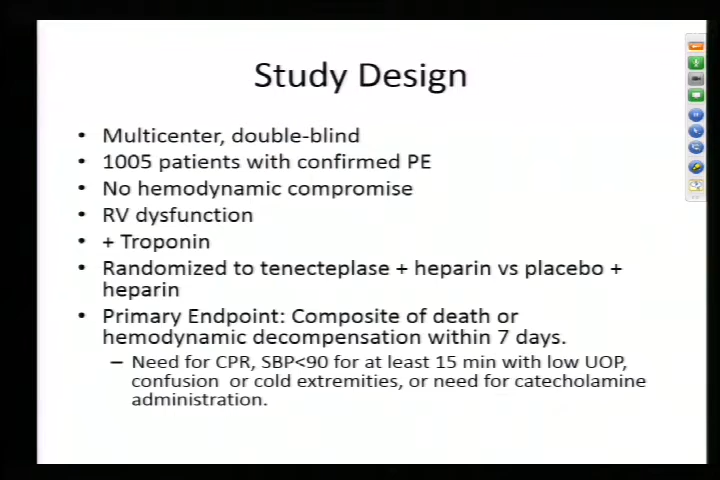 Study Design
• Multicenter, double-blind
• 1005 patients with confirmed PE
• No hemodynamic compromise
• RV dysfunction
• + Troponin
• Randomized to tenecteplase + heparin vs placebo +
heparin
• Primary Endpoint: Composite of death or
hemodynamic decompensation within 7 days.
– Need for CPR, SBP<90 for at least 15 min with low UOP,
confusion or cold extremities, or need for catecholamine
administration.